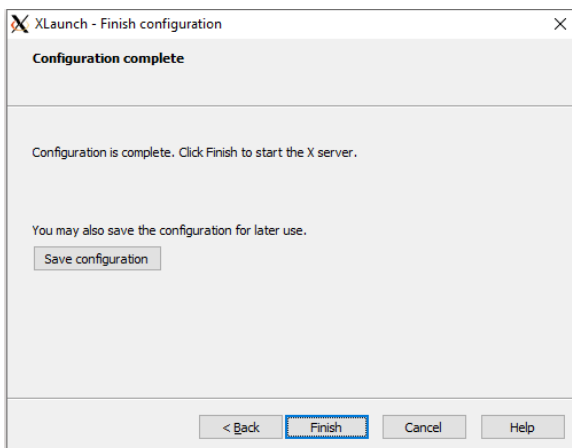 XLaunch - Finish configuration
Configuration complete
Configuration is complete. Click Finish to start the X server.
You may also save the configuration for later use.
Save configuration
< Back
Finish
Cancel
Help